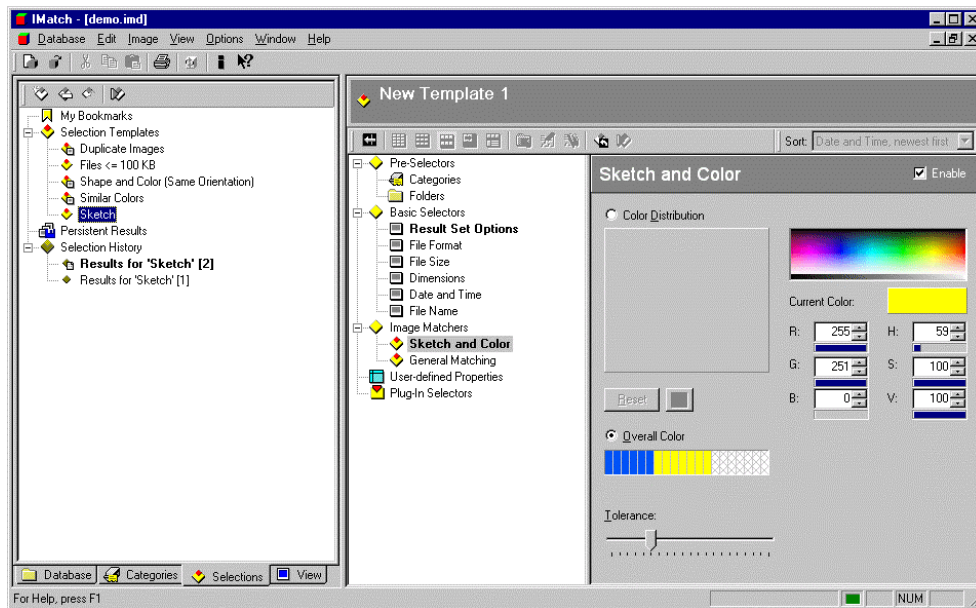 IMatch - [demo.imd]
Database Edit Image View Options Window Help
My Bookmarks
Selection Templates
Duplicate Images
Files <= 100 KB
Shape and Color (Same Orientation)
Similar Colors
Sketch
Persistent Results
Selection History
Results for 'Sketch' [2]
Results for 'Sketch' [1]
Database Categories Selections View
New Template 1
Sort: Date and Time, newest first
Pre-Selectors
Categories
Folders
Basic Selectors
Result Set Options
File Format
File Size
Dimensions
Date and Time
File Name
Image Matchers
Sketch and Color
General Matching
User-defined Properties
Plug-In Selectors
Sketch and Color Enable
Color Distribution
Current Color:
R: 255 H: 59
G: 251 S: 100
B: 0 V: 100
Reset
Overall Color
Tolerance:
For Help, press F1 NUM